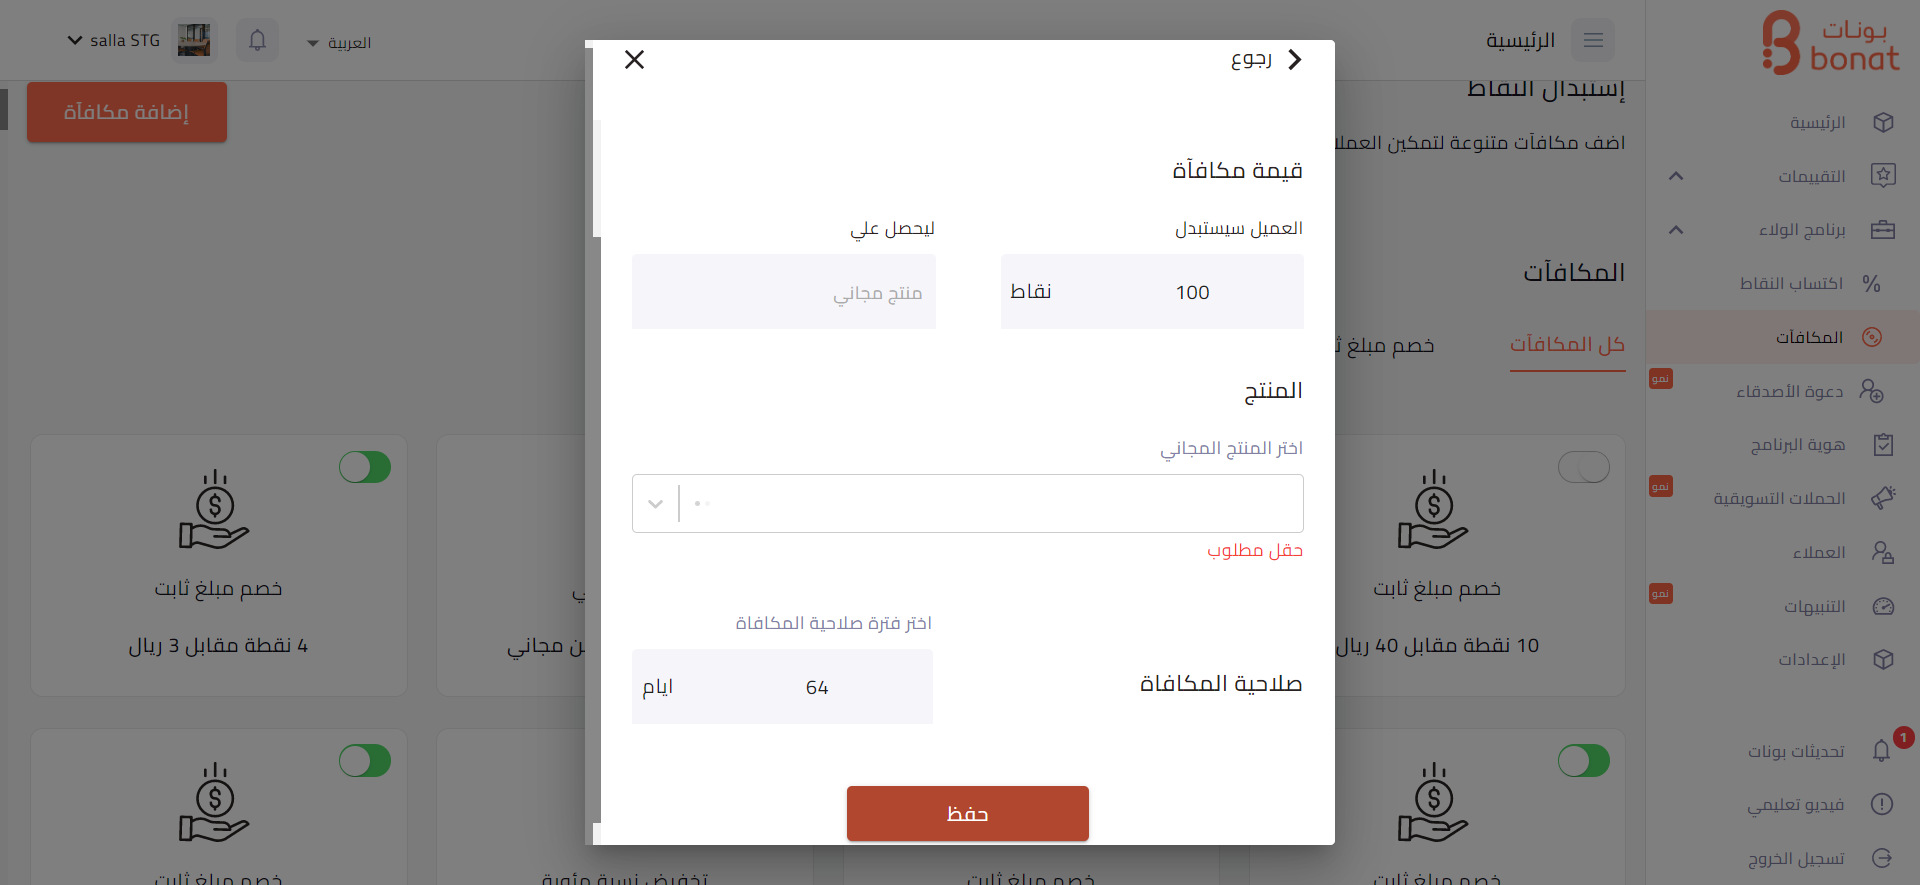 بونات
bonat
الرئيسية
العربية
salla STG
الرئيسية
التقييمات
برنامج الولاء
اكتساب النقاط
المكافآت
دعوة الأصدقاء
نمو
هوية البرنامج
الحملات التسويقية
نمو
العملاء
التنبيهات
نمو
الإعدادات
تحديثات بونات
1
فيديو تعليمي
تسجيل الخروج
إستبدال النقاط
إضافة مكافآة
اضف مكافآت متنوعة لتمكين العملا
المكافآت
كل المكافآت
خصم مبلغ
خصم مبلغ ثابت
10 نقطة مقابل 40 ريال
ن مجاني
خصم مبلغ ثابت
4 نقطة مقابل 3 ريال
خصم مبلغ ثابت
خصم مبلغ ثابت
تخفيض نسبة مئوية
خصم مبلغ ثابت
رجوع
قيمة مكافآة
العميل سيستبدل
ليحصل علي
100
نقاط
منتج مجاني
المنتج
اختر المنتج المجاني
حقل مطلوب
اختر فترة صلاحية المكافاة
صلاحية المكافاة
64
ايام
حفظ